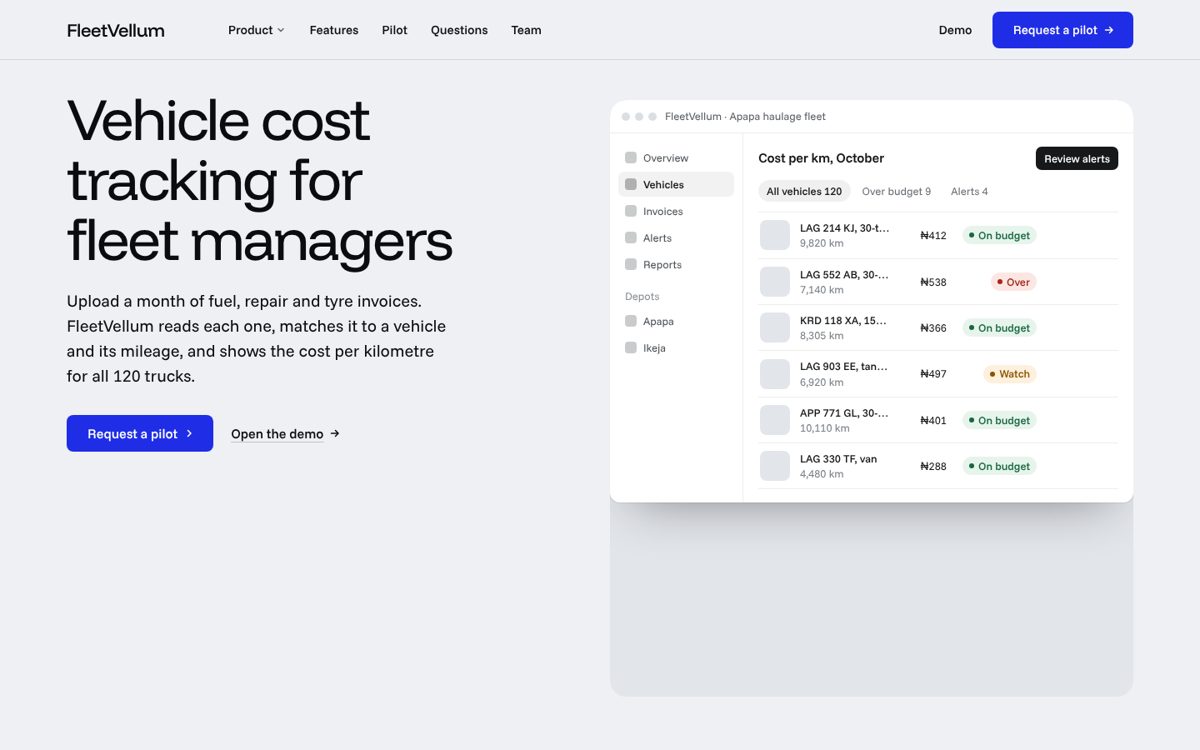 FleetVellum
Product
Features
Pilot
Questions
Team
Demo
Request a pilot →
Vehicle cost
tracking for
fleet managers
Upload a month of fuel, repair and tyre invoices.
FleetVellum reads each one, matches it to a vehicle
and its mileage, and shows the cost per kilometre
for all 120 trucks.
Request a pilot
Open the demo →
FleetVellum · Apapa haulage fleet
Overview
Vehicles
Invoices
Alerts
Reports
Depots
Apapa
Ikeja
Cost per km, October
Review alerts
All vehicles 120
Over budget 9
Alerts 4
LAG 214 KJ, 30-t…
9,820 km
₦412
On budget
LAG 552 AB, 30-…
7,140 km
₦538
Over
KRD 118 XA, 15…
8,305 km
₦366
On budget
LAG 903 EE, tan…
6,920 km
₦497
Watch
APP 771 GL, 30-…
10,110 km
₦401
On budget
LAG 330 TF, van
4,480 km
₦288
On budget